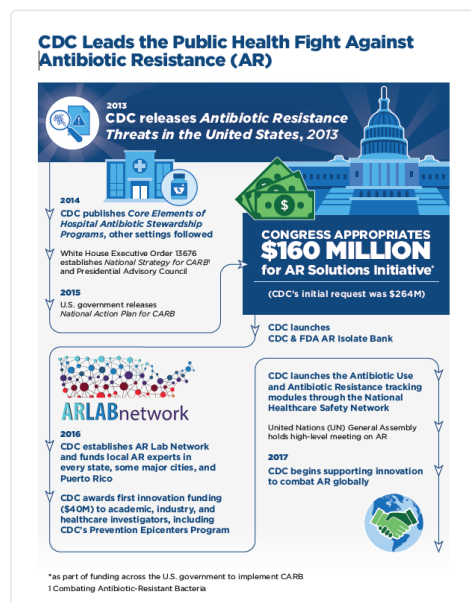 CDC Leads the Public Health Fight Against
Antibiotic Resistance (AR)
2013
CDC releases Antibiotic Resistance
Threats in the United States, 2013
2014
CDC publishes Core Elements of
Hospital Antibiotic Stewardship
Programs, other settings followed
White House Executive Order 13676
establishes National Strategy for CARB¹
and Presidential Advisory Council
2015
U.S. government releases
National Action Plan for CARB
$
CONGRESS APPROPRIATES
$160 MILLION
for AR Solutions Initiative*
(CDC's initial request was $264M)
CDC launches
CDC & FDA AR Isolate Bank
ARLABnetwork
2016
CDC establishes AR Lab Network
and funds local AR experts in
every state, some major cities, and
Puerto Rico
CDC awards first innovation funding
($40M) to academic, industry, and
healthcare investigators, including
CDC's Prevention Epicenters Program
CDC launches the Antibiotic Use
and Antibiotic Resistance tracking
modules through the National
Healthcare Safety Network
United Nations (UN) General Assembly
holds high-level meeting on AR
2017
CDC begins supporting innovation
to combat AR globally
*as part of funding across the U.S. government to implement CARB
1 Combating Antibiotic-Resistant Bacteria